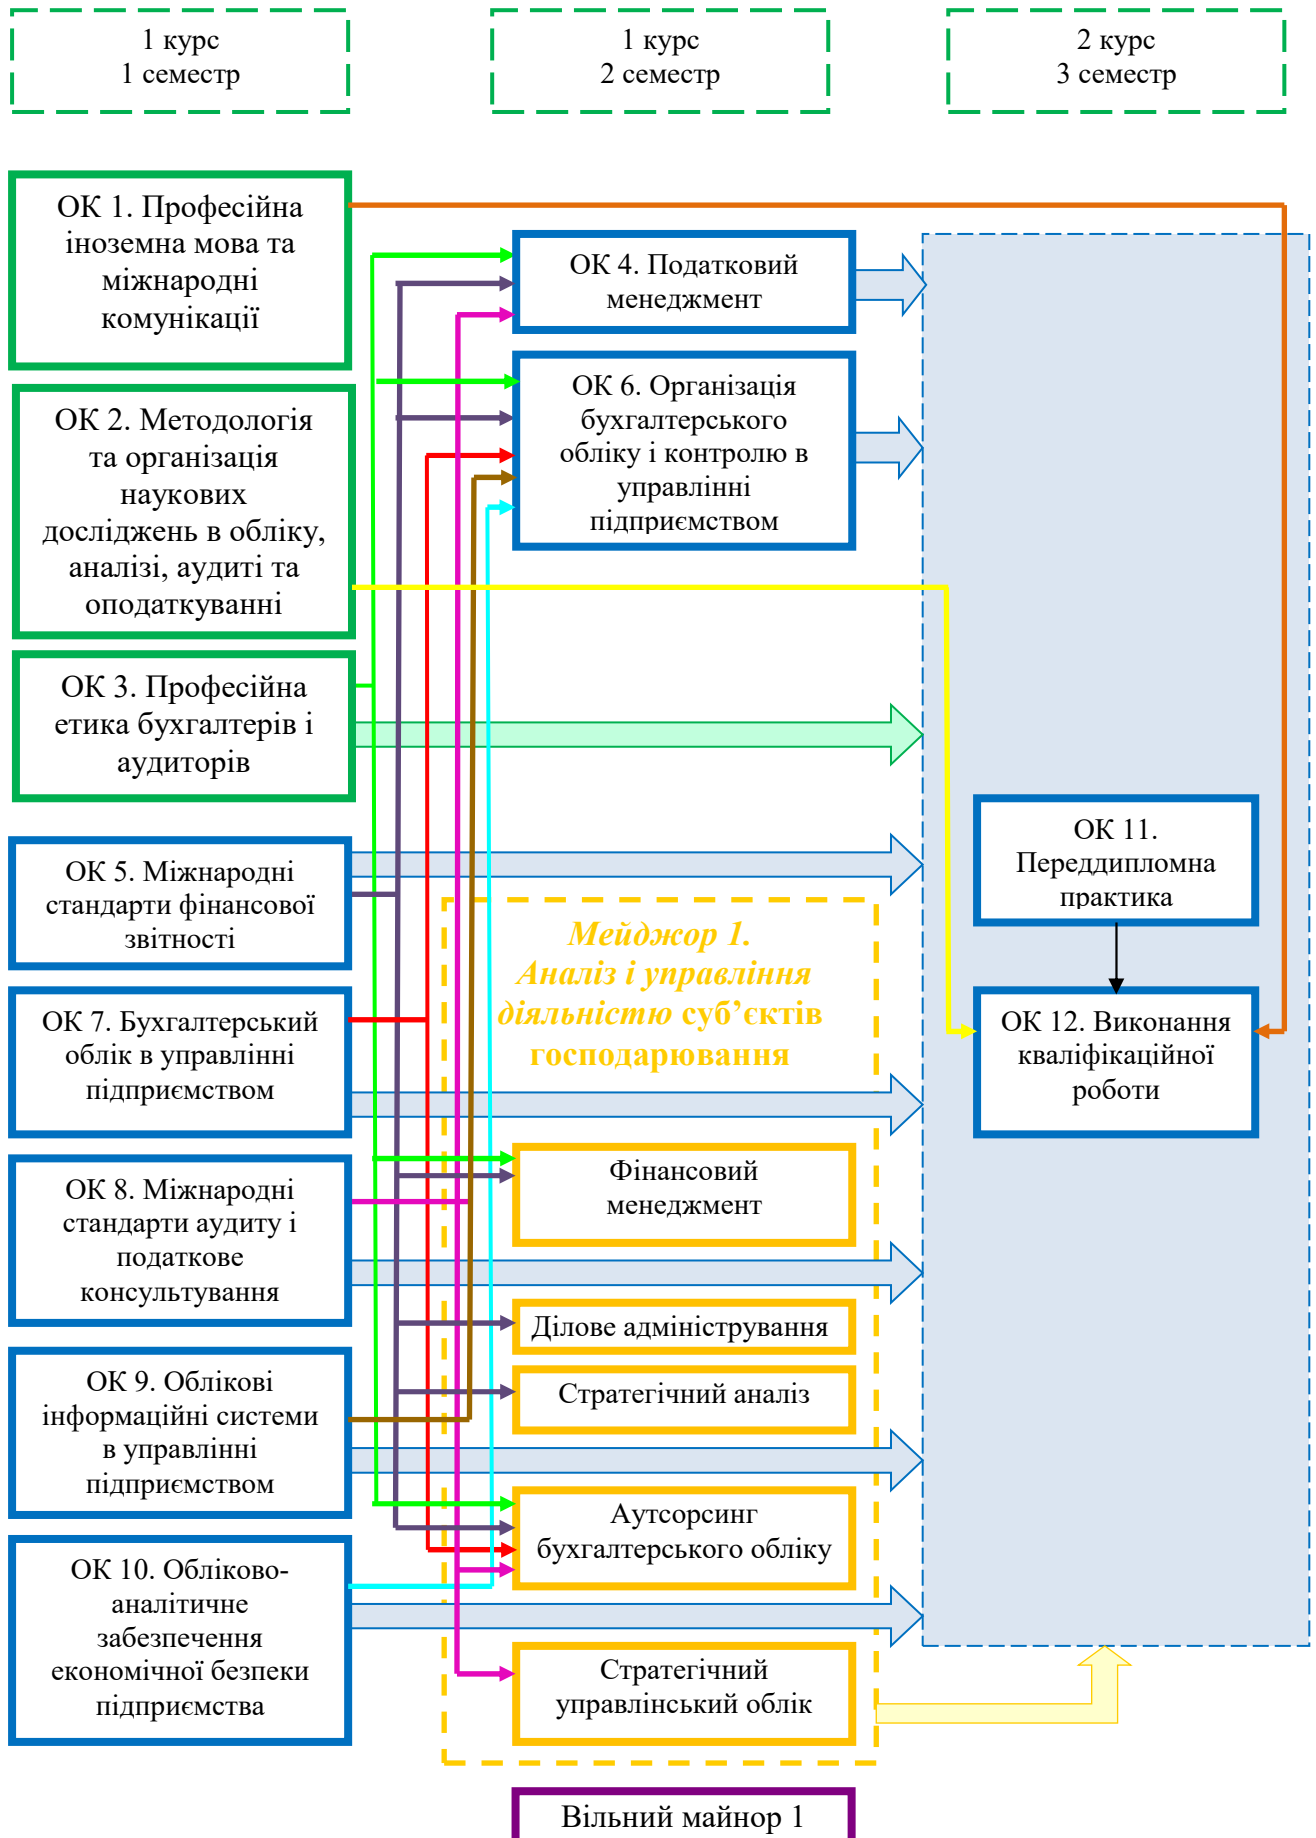 1 курс
1 семестр
1 курс
2 семестр
2 курс
3 семестр
ОК 1. Професійна
іноземна мова та
міжнародні
комунікації
ОК 2. Методологія
та організація
наукових
досліджень в обліку,
аналізі, аудиті та
оподаткуванні
ОК 3. Професійна
етика бухгалтерів і
аудиторів
ОК 5. Міжнародні
стандарти фінансової
звітності
ОК 7. Бухгалтерський
облік в управлінні
підприємством
ОК 8. Міжнародні
стандарти аудиту і
податкове
консультування
ОК 9. Облікові
інформаційні системи
в управлінні
підприємством
ОК 10. Обліково-
аналітичне
забезпечення
економічної безпеки
підприємства
ОК 4. Податковий
менеджмент
ОК 6. Організація
бухгалтерського
обліку і контролю в
управлінні
підприємством
Мейджор 1.
Аналіз і управління
діяльністю суб’єктів
господарювання
Фінансовий
менеджмент
Ділове адміністрування
Стратегічний аналіз
Аутсорсинг
бухгалтерського обліку
Стратегічний
управлінський облік
Вільний майнор 1
ОК 11.
Переддипломна
практика
ОК 12. Виконання
кваліфікаційної
роботи